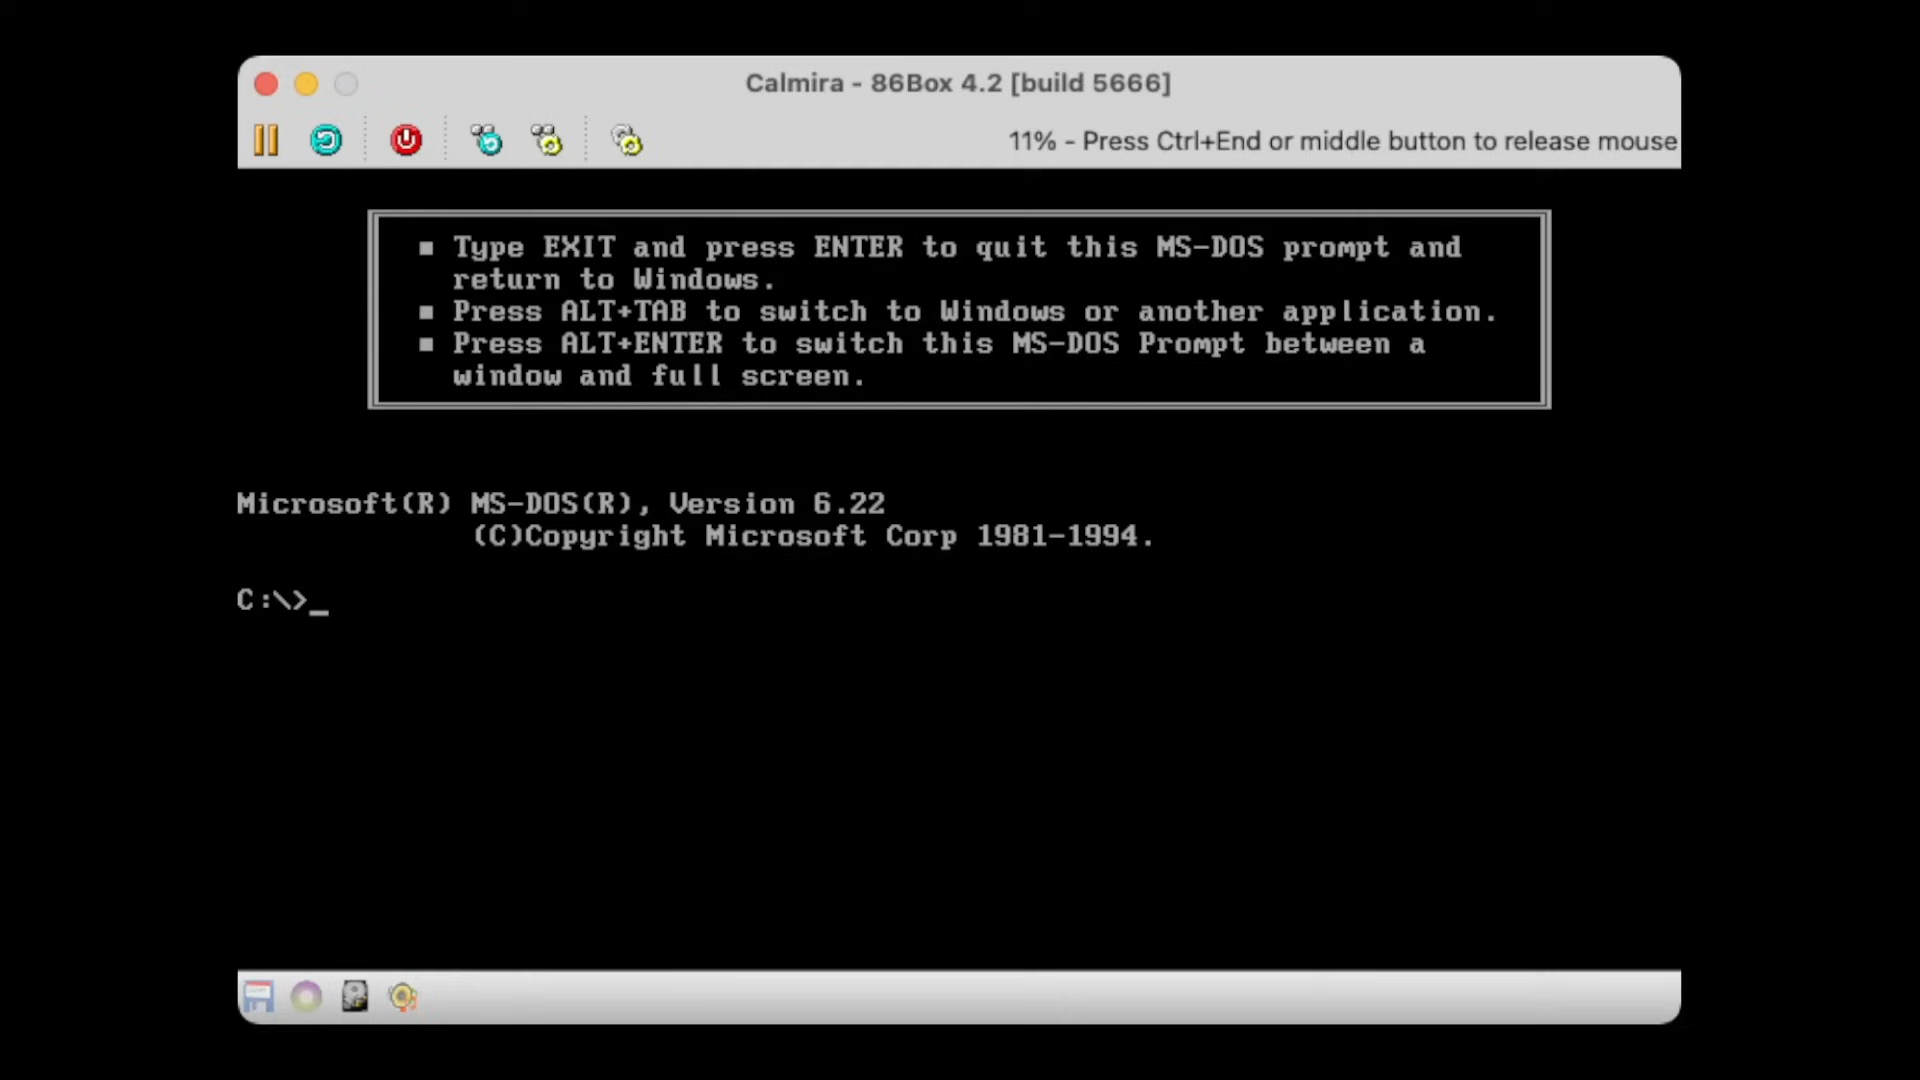 Calmira - 86Box 4.2 [build 5666]
11% - Press Ctrl+End or middle button to release mouse
■ Type EXIT and press ENTER to quit this MS-DOS prompt and
return to Windows.
■ Press ALT+TAB to switch to Windows or another application.
■ Press ALT+ENTER to switch this MS-DOS Prompt between a
window and full screen.
Microsoft(R) MS-DOS(R), Version 6.22
(C)Copyright Microsoft Corp 1981-1994.
C:\>_